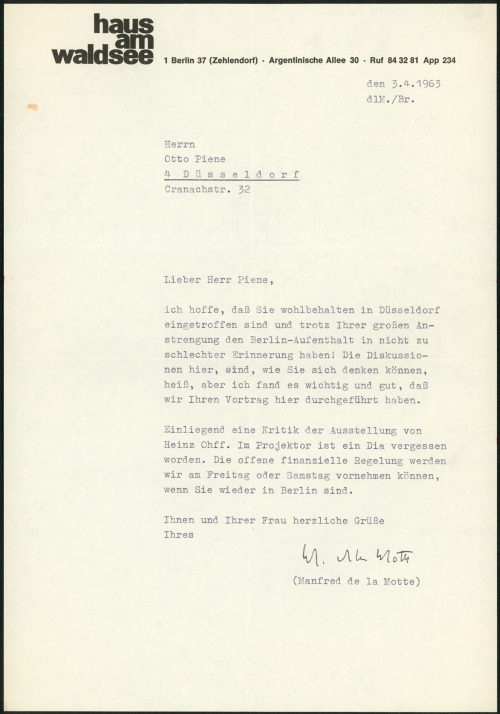 haus
am
waldsee
1 Berlin 37 (Zehlendorf) · Argentinische Allee 30 · Ruf 84 32 81 App 234
den 3.4.1963
dlM./Br.
Herrn
Otto Piene
4 Düsseldorf
Cranachstr. 32
Lieber Herr Piene,
ich hoffe, daß Sie wohlbehalten in Düsseldorf
eingetroffen sind und trotz Ihrer großen An-
strengung den Berlin-Aufenthalt in nicht zu
schlechter Erinnerung haben! Die Diskussio-
nen hier, sind, wie Sie sich denken können,
heiß, aber ich fand es wichtig und gut, daß
wir Ihren Vortrag hier durchgeführt haben.
Einliegend eine Kritik der Ausstellung von
Heinz Ohff. Im Projektor ist ein Dia vergessen
worden. Die offene finanzielle Regelung werden
wir am Freitag oder Samstag vornehmen können,
wenn Sie wieder in Berlin sind.
Ihnen und Ihrer Frau herzliche Grüße
Ihres
M. de la Motte
(Manfred de la Motte)